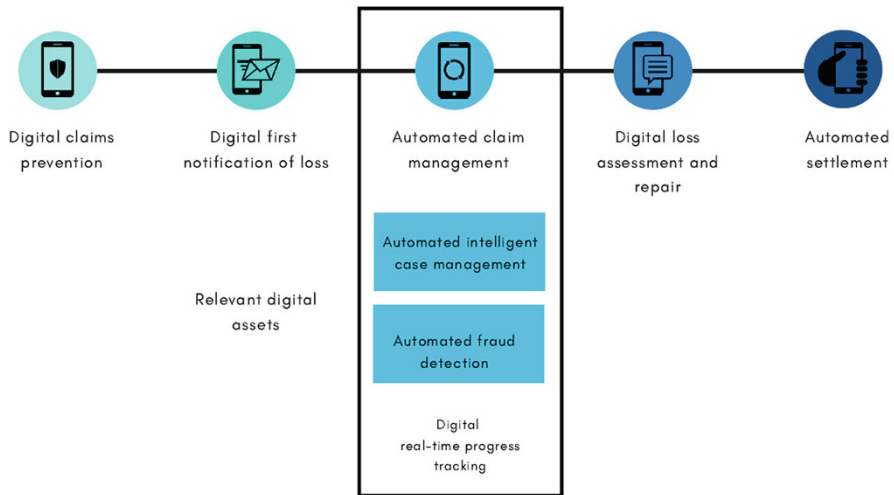 Digital claims
prevention
Digital first
notification of loss
Automated claim
management
Digital loss
assessment and
repair
Automated
settlement
Relevant digital
assets
Automated intelligent
case management
Automated fraud
detection
Digital
real-time progress
tracking